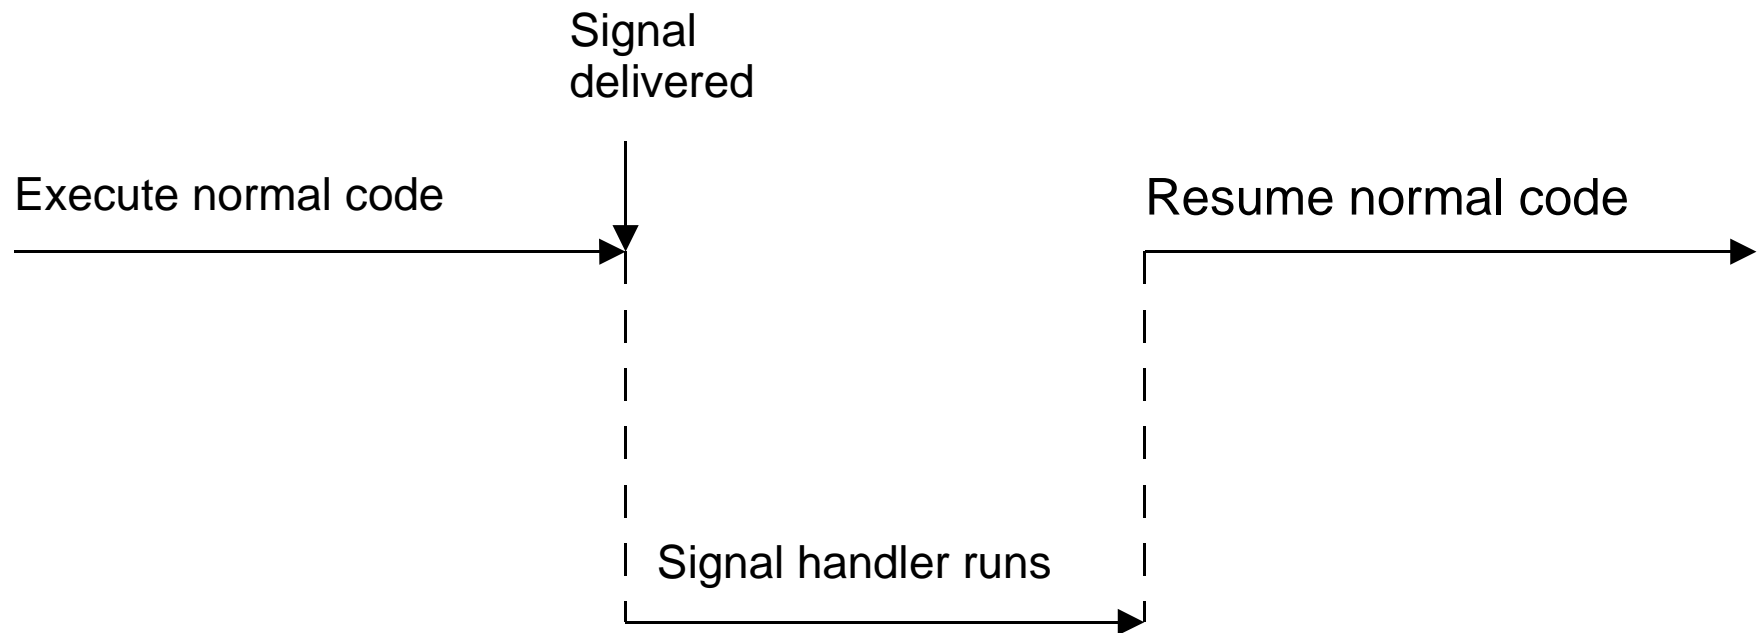 Signal
delivered
Execute normal code
Resume normal code
Signal handler runs